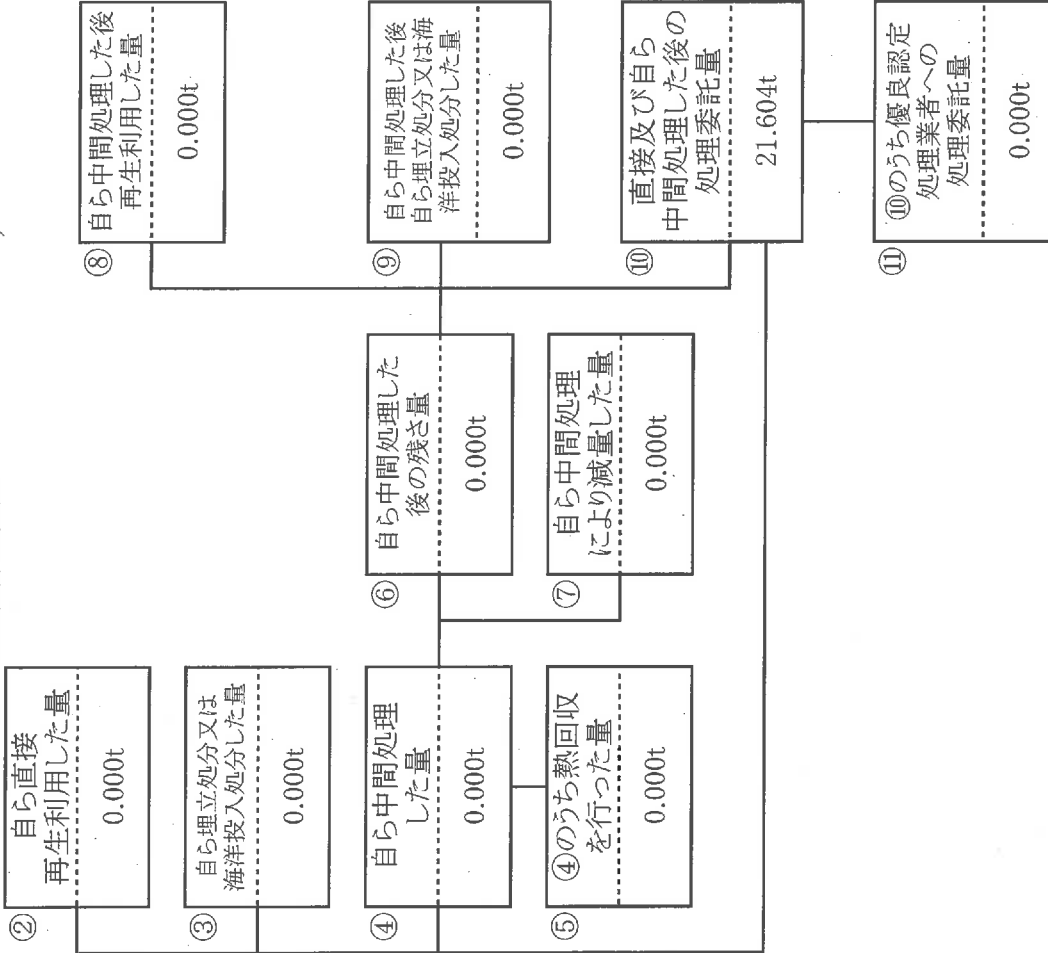 ②
自ら直接
再生利用した量
0.000t
③
自ら埋立処分又は
海洋投入処分した量
0.000t
④
自ら中間処理
した量
0.000t
⑤
④のうち熱回収
を行った量
0.000t
⑥
自ら中間処理した
後の残さ量
0.000t
⑦
自ら中間処理
により減量した量
0.000t
⑧
自ら中間処理した後
再生利用した量
0.000t
⑨
自ら中間処理した後
自ら埋立処分又は海
洋投入処分した量
0.000t
⑩
直接及び自ら
中間処理した後の
処理委託量
21.604t
⑪
⑩のうち優良認定
処理業者への
処理委託量
0.000t